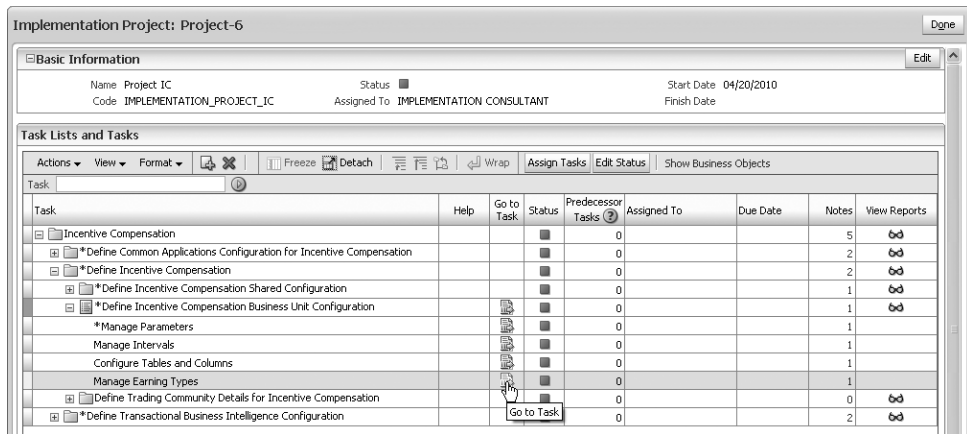 Implementation Project: Project-6 Done
Basic Information Edit
Name Project IC Status Start Date 04/20/2010
Code IMPLEMENTATION_PROJECT_IC Assigned To IMPLEMENTATION CONSULTANT Finish Date
Task Lists and Tasks
Actions View Format Freeze Detach Wrap Assign Tasks Edit Status Show Business Objects
Task
Task Help Go to Task Status Predecessor Tasks ? Assigned To Due Date Notes View Reports
Incentive Compensation 0 5
*Define Common Applications Configuration for Incentive Compensation 0 2
*Define Incentive Compensation 0 2
*Define Incentive Compensation Shared Configuration 0 1
*Define Incentive Compensation Business Unit Configuration 0 1
*Manage Parameters 0 1
Manage Intervals 0 1
Configure Tables and Columns 0 1
Manage Earning Types 0 1
Define Trading Community Details for Incentive Compensation 0 0
Go to Task
*Define Transactional Business Intelligence Configuration 0 2